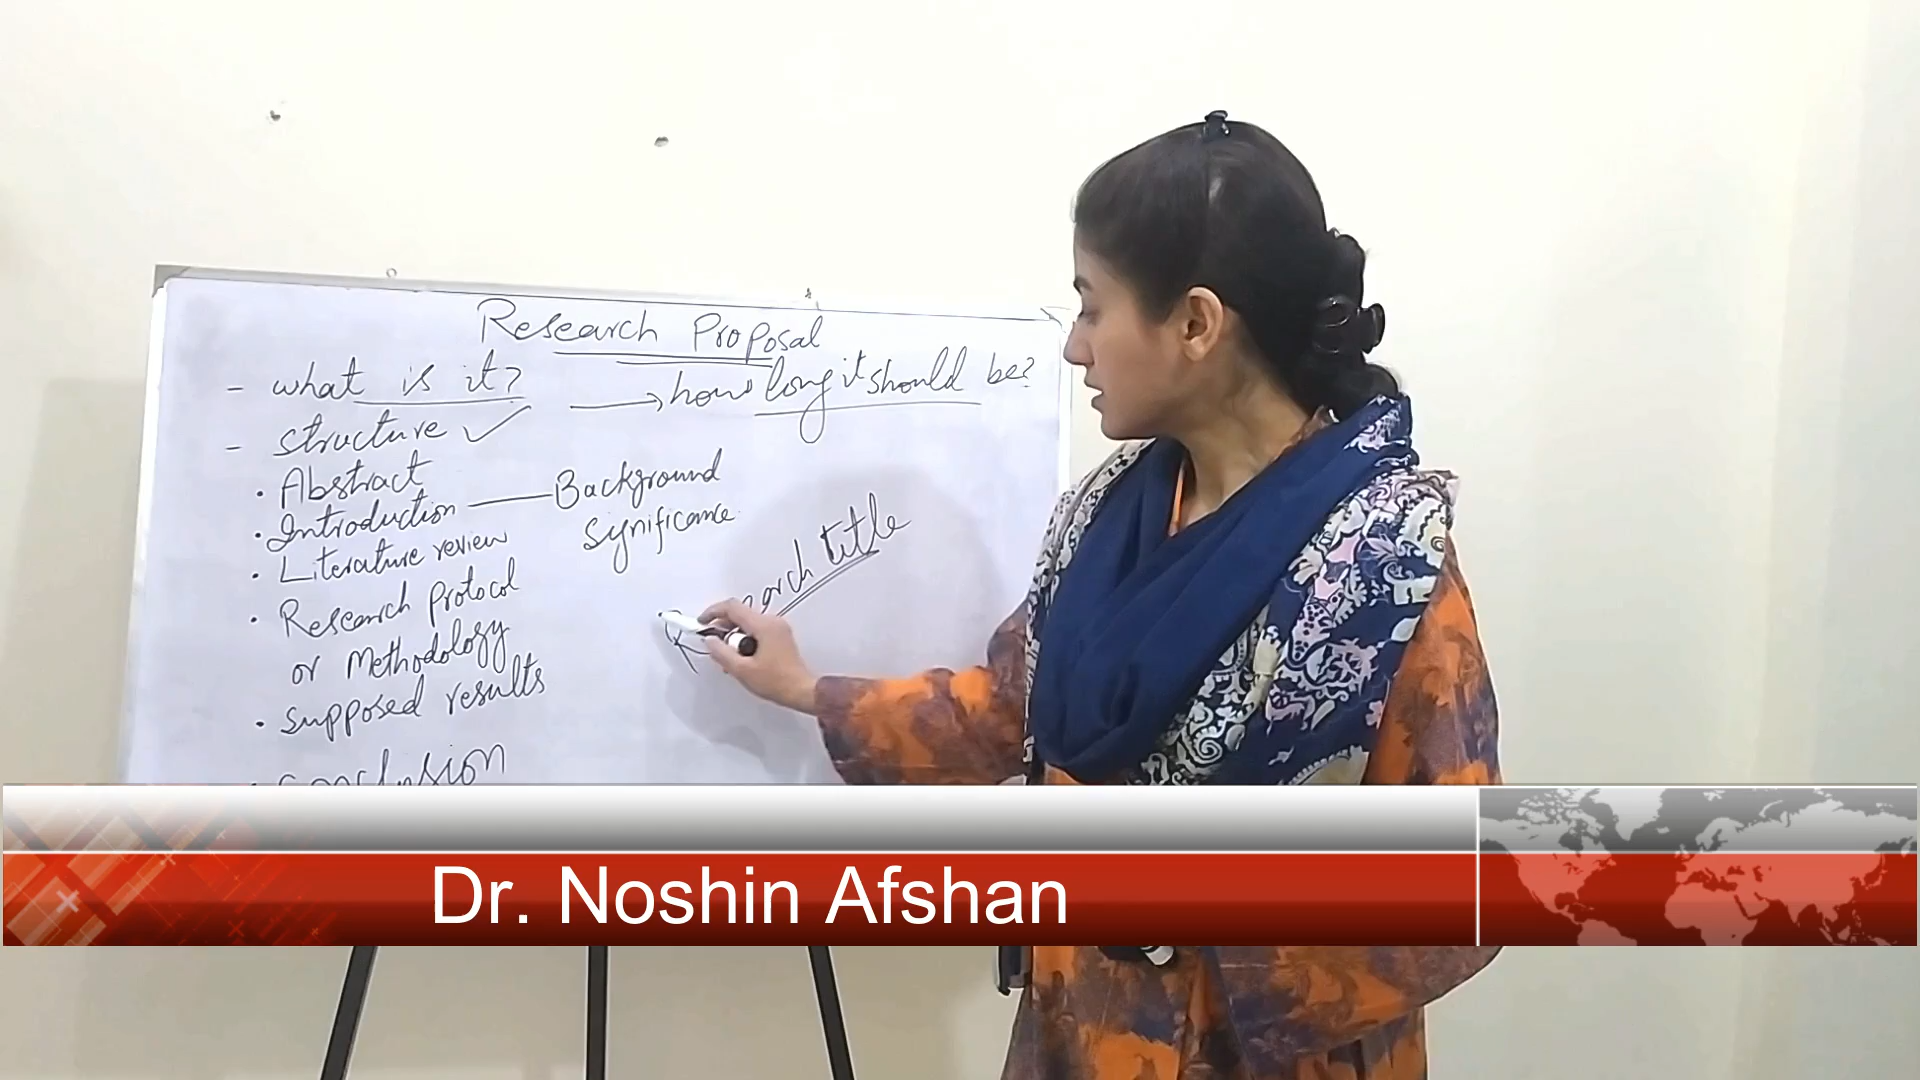 Research Proposal
- what is it? → how long it should be?
- structure ✓
• Abstract
• Introduction — Background
significance
• Literature review
• Research protocol
or Methodology
• supposed results
• conclusion
title
Dr. Noshin Afshan